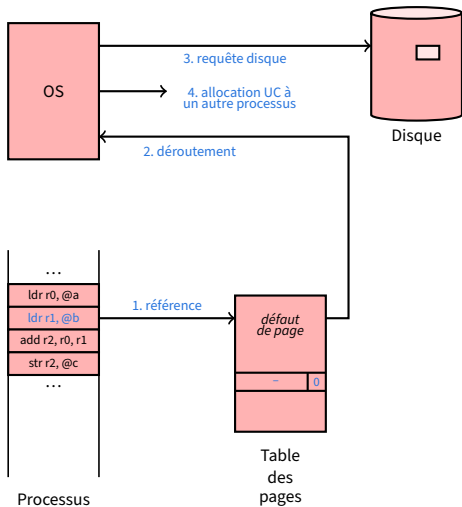 3. requête disque
OS
4. allocation UC à
un autre processus
Disque
2. déroutement
...
ldr r0, @a
1. référence
ldr r1, @b
défaut
de page
add r2, r0, r1
str r2, @c
...
– 0
Table
des
pages
Processus